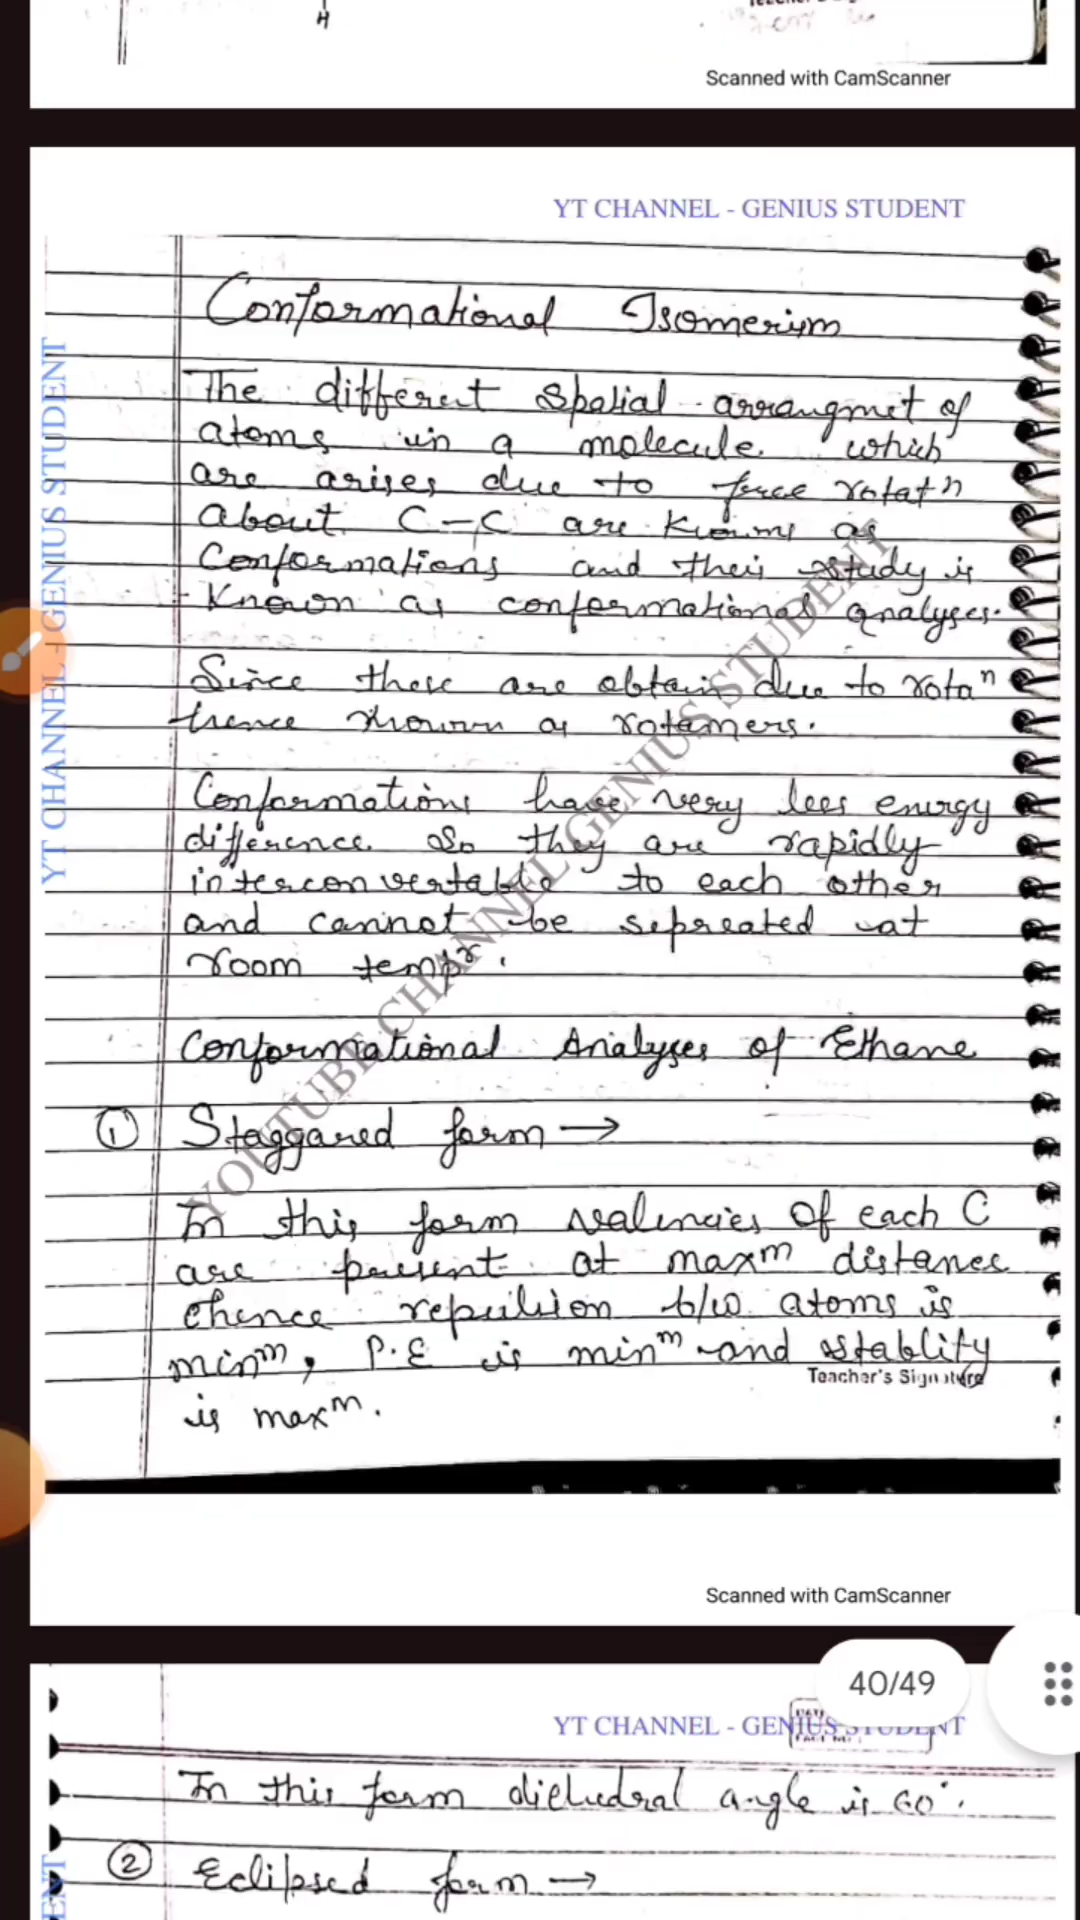 H
Scanned with CamScanner
YT CHANNEL - GENIUS STUDENT
Conformational Isomerism
The different spatial arrangmet of
atoms in a molecule which
are arises due to free rotatn
about C-C are known as
Conformations and their study is
known as conformational analyses.
Since these are obtain due to rotan
hence known as rotamers.
Conformations have very less energy
difference. So they are rapidly
interconvertable to each other
and cannot be sepreated at
room tempr.
Conformational Analyses of Ethane
① Staggared form →
In this form valencies of each C
are present at maxm distance
hence repulsion b/w atoms is
minm, P.E is minm and stablity
Teacher's Signature
is maxm.
YT CHANNEL - GENIUS STUDENT
YOUTUBE CHANNEL GENIUS STUDENT
Scanned with CamScanner
40/49
YT CHANNEL - GENIUS STUDENT
In this form diehedral angle is 60°.
② Eclipsed form →
ENT